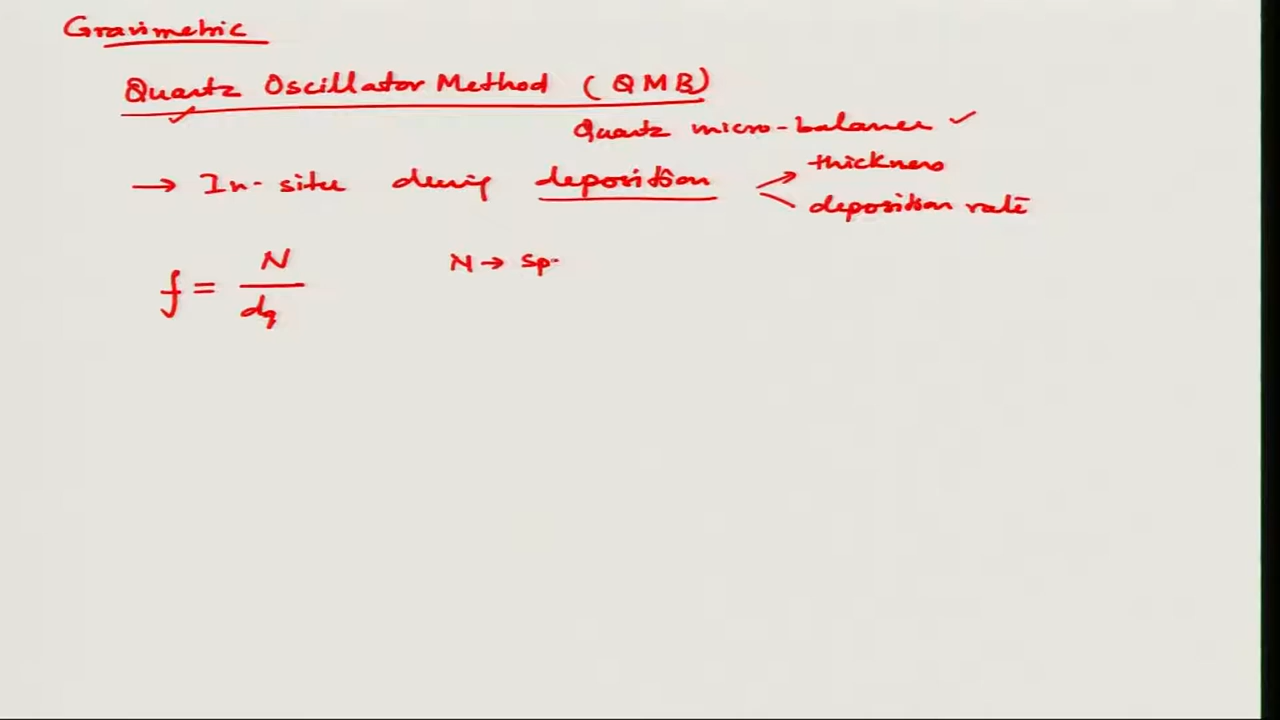 Gravimetric
Quartz Oscillator Method (QMB)
Quartz micro-balance
→ In-situ during deposition
thickness
deposition rate
f = N / dq
N → Sp